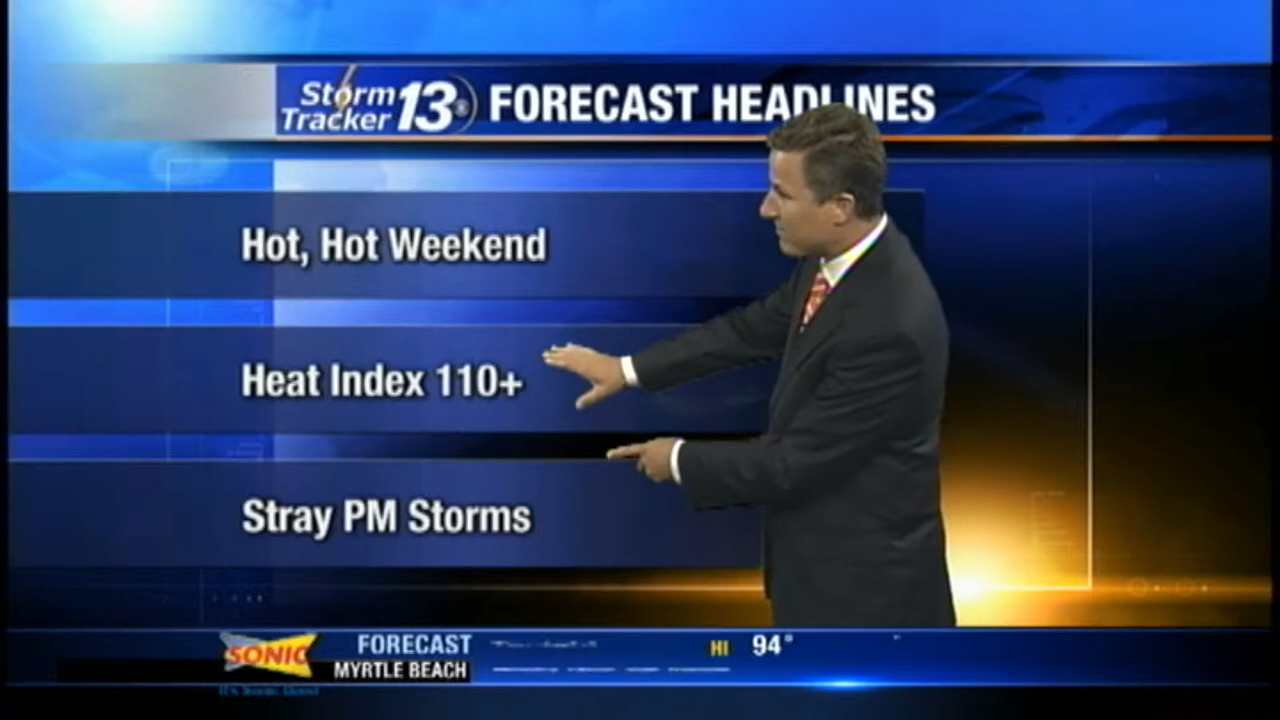 Storm
Tracker 13® FORECAST HEADLINES
Hot, Hot Weekend
Heat Index 110+
Stray PM Storms
SONIC
FORECAST
MYRTLE BEACH
HI 94°